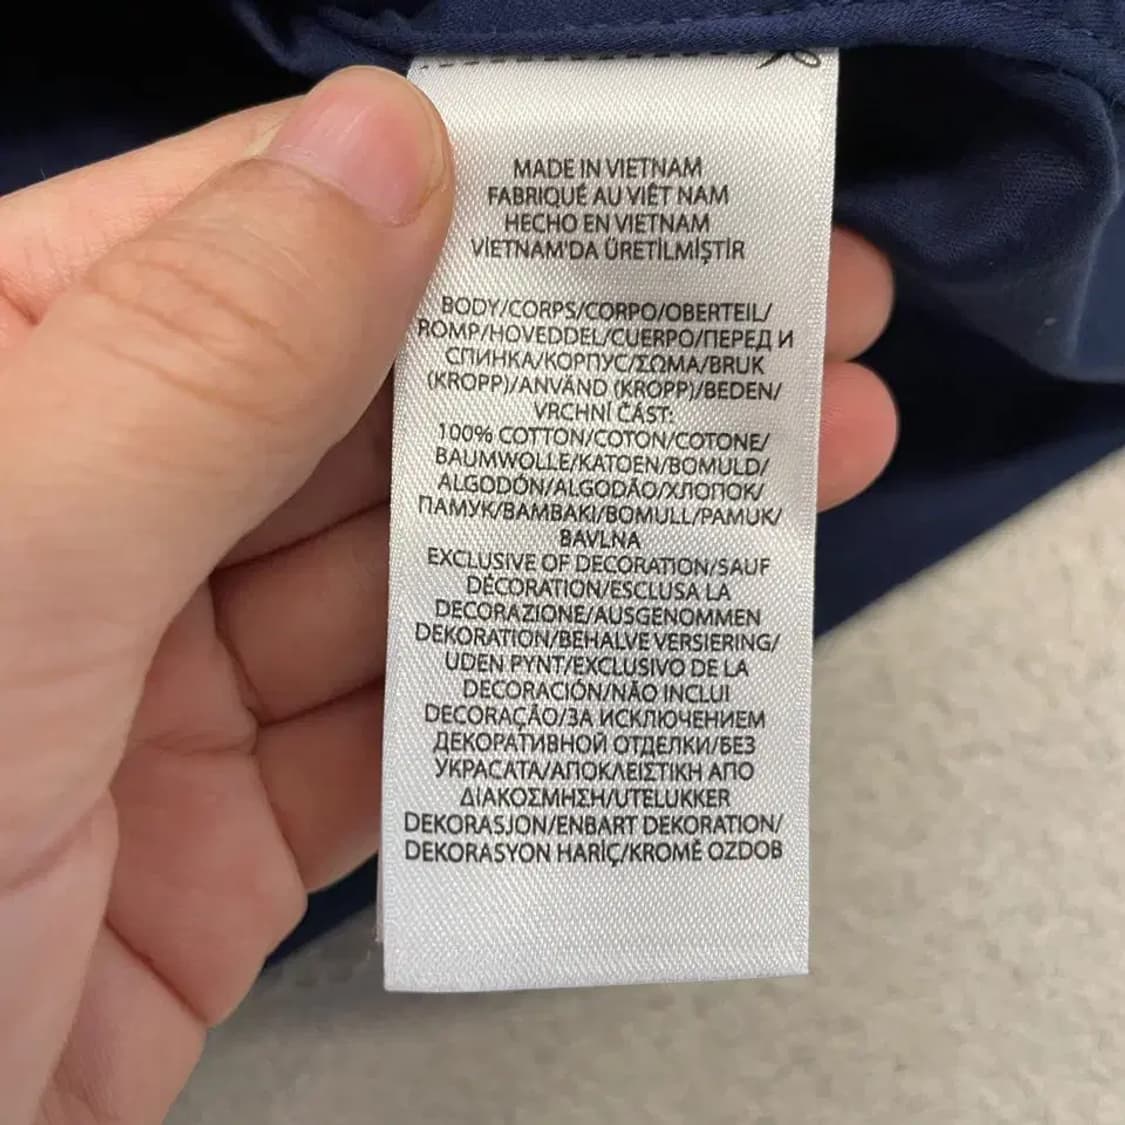 MADE IN VIETNAM
FABRIQUÉ AU VIÊT NAM
HECHO EN VIETNAM
VİETNAM'DA ÜRETİLMİŞTİR
BODY/CORPS/CORPO/OBERTEIL/
ROMP/HOVEDDEL/CUERPO/ПЕРЕД И
СПИНКА/КОРПУС/ΣΩΜΑ/BRUK
(KROPP)/ANVÄND (KROPP)/BEDEN/
VRCHNÍ ČÁST:
100% COTTON/COTON/COTONE/
BAUMWOLLE/KATOEN/BOMULD/
ALGODÓN/ALGODÃO/ХЛОПОК/
ПАМУК/ΒΑΜΒΑΚΙ/BOMULL/PAMUK/
BAVLNA
EXCLUSIVE OF DECORATION/SAUF
DÉCORATION/ESCLUSA LA
DECORAZIONE/AUSGENOMMEN
DEKORATION/BEHALVE VERSIERING/
UDEN PYNT/EXCLUSIVO DE LA
DECORACIÓN/NÃO INCLUI
DECORAÇÃO/ЗА ИСКЛЮЧЕНИЕМ
ДЕКОРАТИВНОЙ ОТДЕЛКИ/БЕЗ
УКРАСАТА/ΑΠΟΚΛΕΙΣΤΙΚΗ ΑΠΟ
ΔΙΑΚΟΣΜΗΣΗ/UTELUKKER
DEKORASJON/ENBART DEKORATION/
DEKORASYON HARİÇ/KROMĚ OZDOB